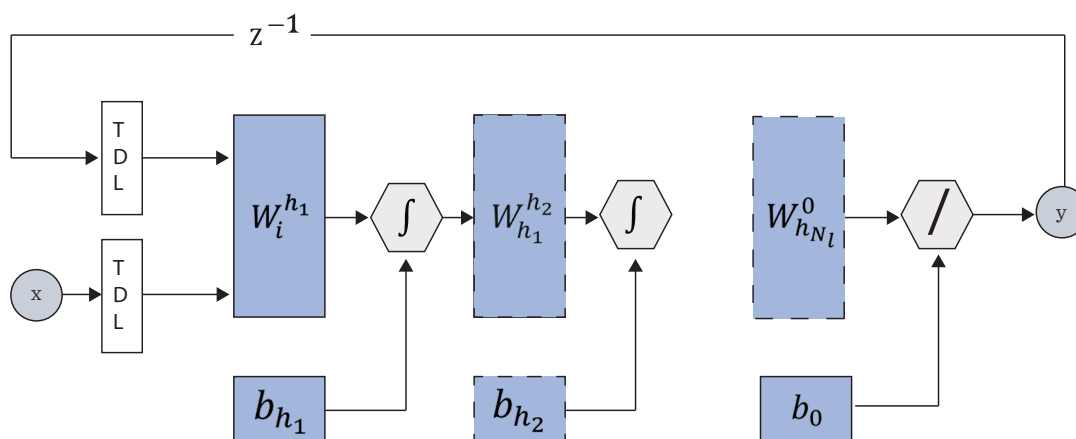 z⁻¹
T
D
L
W_i^{h_1}
∫
W_{h_1}^{h_2}
∫
W_{h_{N_l}}^0
/
y
x
T
D
L
b_{h_1}
b_{h_2}
b_0